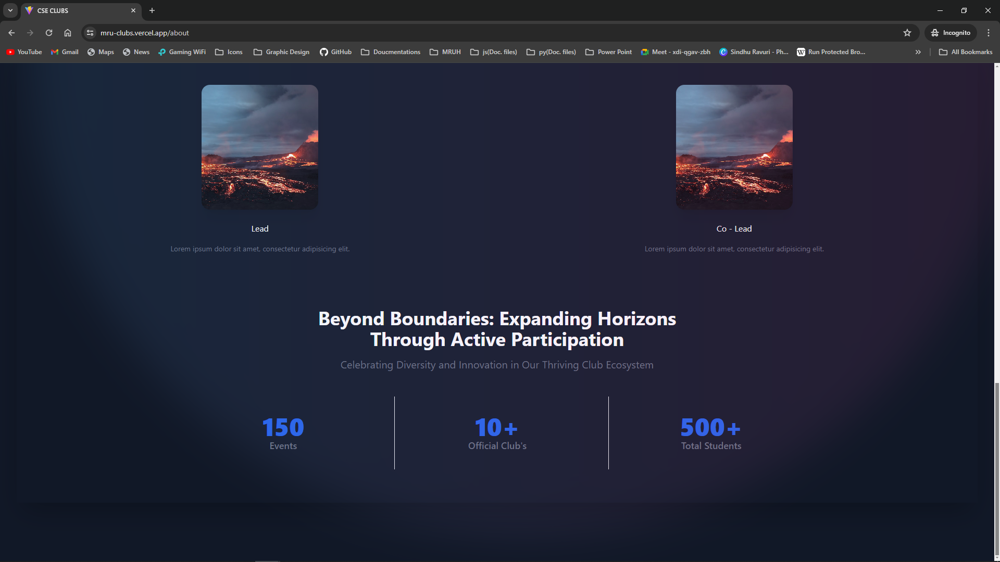 CSE CLUBS
mru-clubs.vercel.app/about
Incognito
YouTube
Gmail
Maps
News
Gaming WiFi
Icons
Graphic Design
GitHub
Doucmentations
MRUH
js(Doc. files)
py(Doc. files)
Power Point
Meet - xdi-qgav-zbh
Sindhu Ravuri - Ph...
Run Protected Bro...
All Bookmarks
Lead
Co - Lead
Lorem ipsum dolor sit amet, consectetur adipisicing elit.
Lorem ipsum dolor sit amet, consectetur adipisicing elit.
Beyond Boundaries: Expanding Horizons
Through Active Participation
Celebrating Diversity and Innovation in Our Thriving Club Ecosystem
150
Events
10+
Official Club's
500+
Total Students